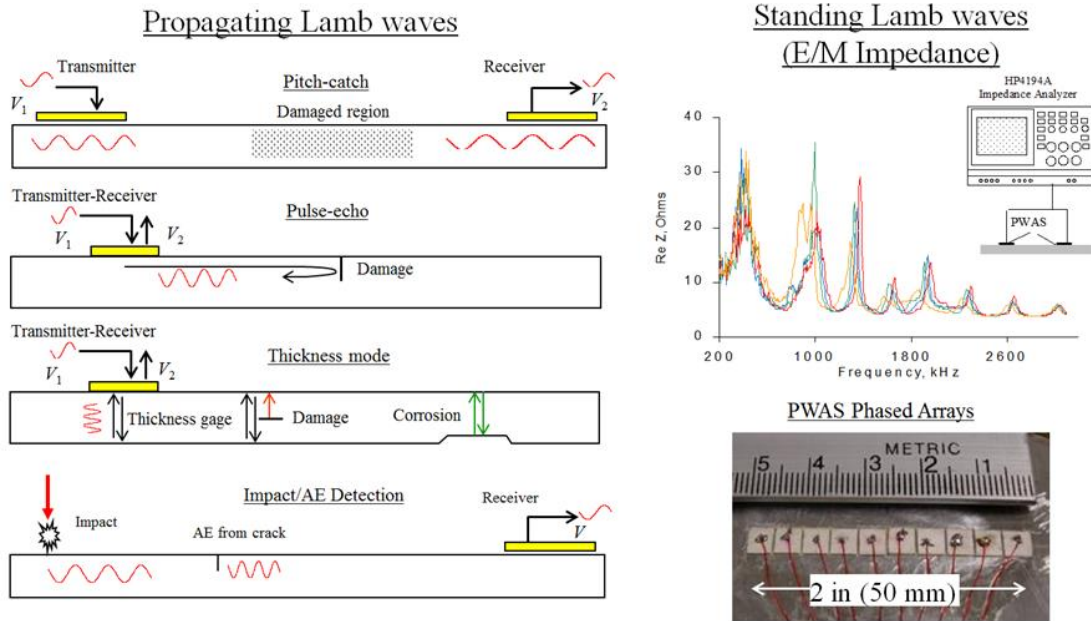 Propagating Lamb waves
Transmitter
Pitch-catch
Receiver
V1
Damaged region
V2
Transmitter-Receiver
Pulse-echo
V1
V2
Damage
Transmitter-Receiver
Thickness mode
V1
V2
Thickness gage
Damage
Corrosion
Impact/AE Detection
Receiver
Impact
AE from crack
V
Standing Lamb waves
(E/M Impedance)
HP4194A
Impedance Analyzer
PWAS
Re Z, Ohms
40
30
20
10
0
200
1000
1800
2600
Frequency, kHz
PWAS Phased Arrays
METRIC
5 4 3 2 1
2 in (50 mm)